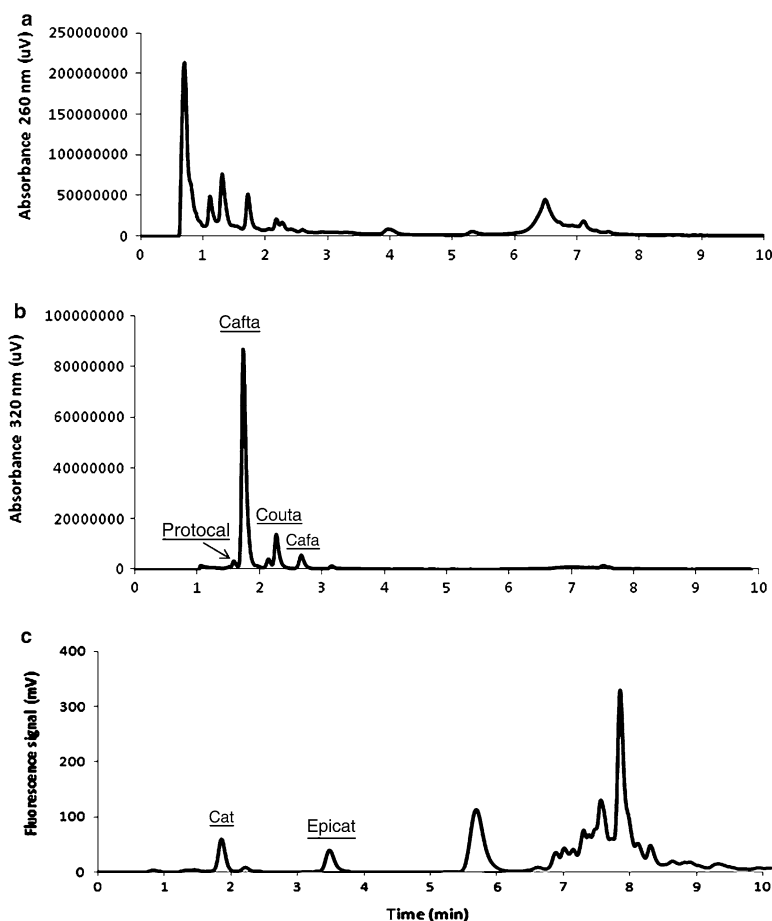 a
Absorbance 260 nm (uV)
250000000
200000000
150000000
100000000
50000000
0
0 1 2 3 4 5 6 7 8 9 10
b
Absorbance 320 nm (uV)
100000000
80000000
60000000
40000000
20000000
0
Cafta
Protocal
Couta
Cafa
0 1 2 3 4 5 6 7 8 9 10
c
Fluorescence signal (mV)
400
300
200
100
0
Cat
Epicat
0 1 2 3 4 5 6 7 8 9 10
Time (min)